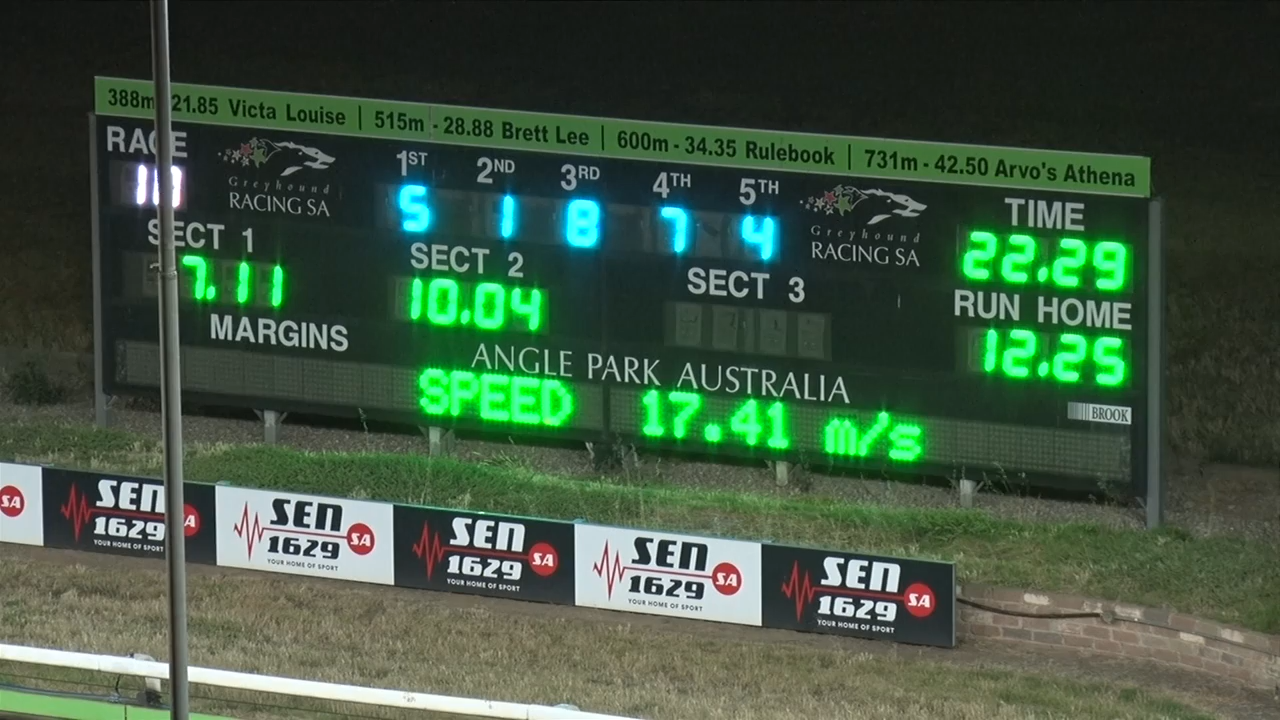 388m 21.85 Victa Louise | 515m - 28.88 Brett Lee | 600m - 34.35 Rulebook | 731m - 42.50 Arvo's Athena
RACE
Greyhound
RACING SA
1ST 2ND 3RD 4TH 5TH
5 1 8 7 4
Greyhound
RACING SA
TIME
22.29
SECT 1
7.11
SECT 2
10.04
SECT 3
RUN HOME
12.25
MARGINS
ANGLE PARK AUSTRALIA
SPEED 17.41 m/s
BROOK
SA
SEN
1629
SA
YOUR HOME OF SPORT
SEN
1629
SA
YOUR HOME OF SPORT
SEN
1629
SA
YOUR HOME OF SPORT
SEN
1629
SA
YOUR HOME OF SPORT
SEN
1629
SA
YOUR HOME OF SPORT